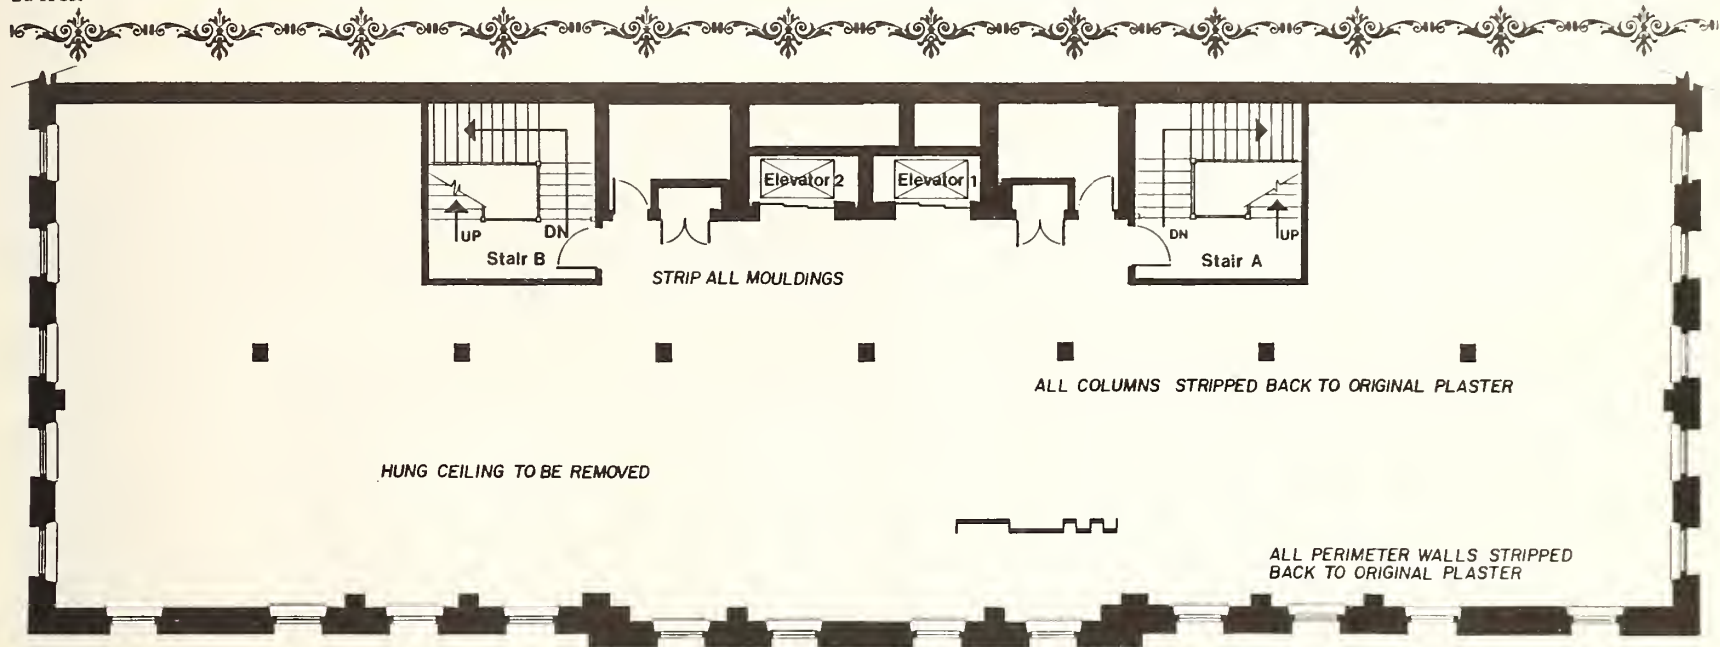 Elevator 2
Elevator 1
UP
DN
Stair B
DN
UP
Stair A
STRIP ALL MOULDINGS
ALL COLUMNS STRIPPED BACK TO ORIGINAL PLASTER
HUNG CEILING TO BE REMOVED
ALL PERIMETER WALLS STRIPPED
BACK TO ORIGINAL PLASTER